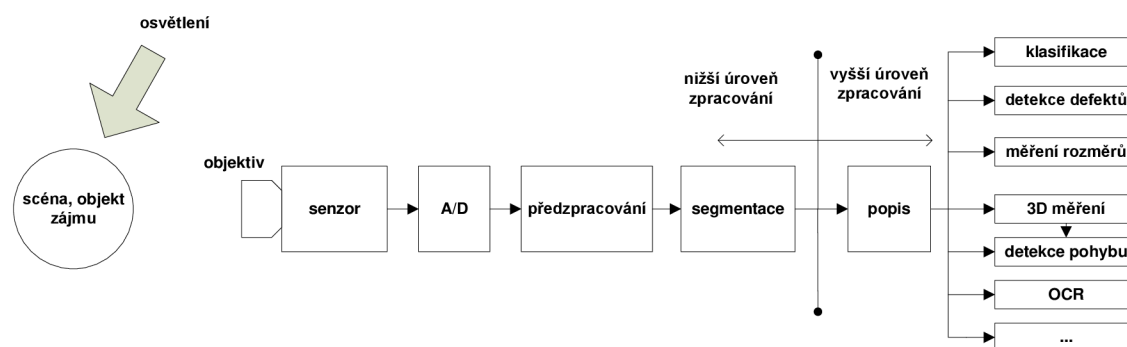 osvětlení
scéna, objekt
zájmu
objektiv
senzor
A/D
předzpracování
segmentace
nižší úroveň
zpracování
vyšší úroveň
zpracování
popis
klasifikace
detekce defektů
měření rozměrů
3D měření
detekce pohybu
OCR
...